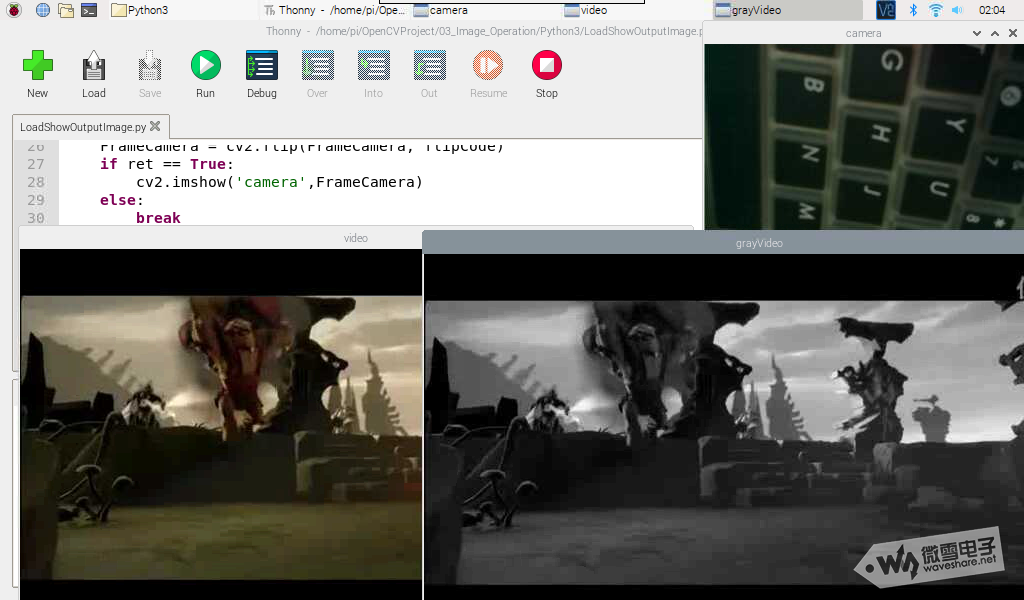 Python3
Thonny - /home/pi/Ope...
camera
video
grayVideo
V2
02:04
Thonny - /home/pi/OpenCVProject/03_Image_Operation/Python3/LoadShowOutputImage.p
camera
New
Load
Save
Run
Debug
Over
Into
Out
Resume
Stop
LoadShowOutputImage.py
26 FrameCamera = cv2.flip(FrameCamera, flipCode)
27 if ret == True:
28 cv2.imshow('camera',FrameCamera)
29 else:
30 break
G
B
Y
H
N
7
U
J
M
8 *
video
grayVideo
微雪电子
waveshare.net